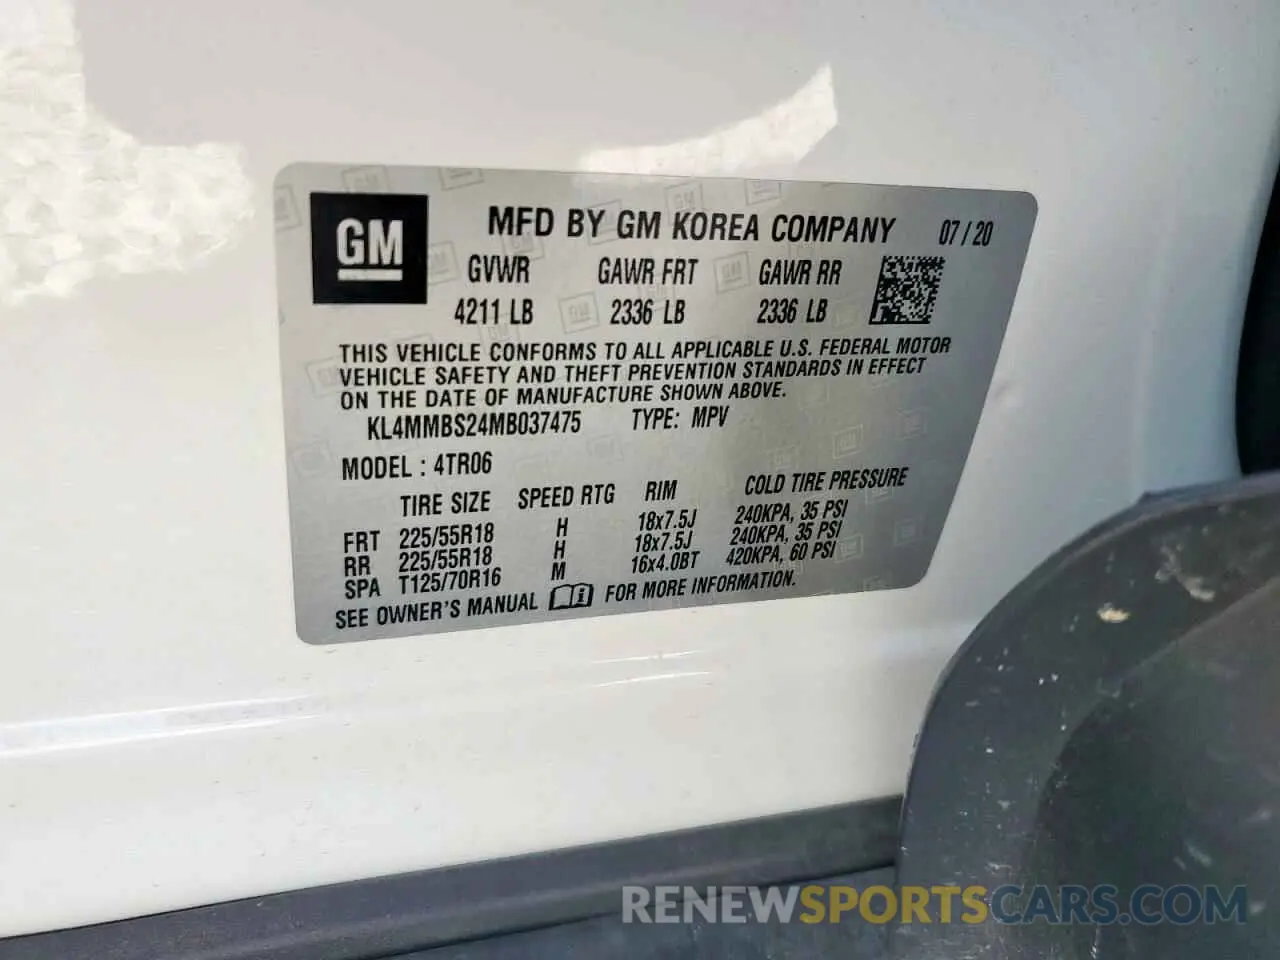 GM
MFD BY GM KOREA COMPANY 07 / 20
GVWR GAWR FRT GAWR RR
4211 LB 2336 LB 2336 LB
THIS VEHICLE CONFORMS TO ALL APPLICABLE U.S. FEDERAL MOTOR
VEHICLE SAFETY AND THEFT PREVENTION STANDARDS IN EFFECT
ON THE DATE OF MANUFACTURE SHOWN ABOVE.
KL4MMBS24MB037475 TYPE: MPV
MODEL : 4TR06
TIRE SIZE SPEED RTG RIM COLD TIRE PRESSURE
FRT 225/55R18 H 18x7.5J 240KPA, 35 PSI
RR 225/55R18 H 18x7.5J 240KPA, 35 PSI
SPA T125/70R16 M 16x4.0BT 420KPA, 60 PSI
SEE OWNER'S MANUAL FOR MORE INFORMATION.
RENEWSPORTSCARS.COM